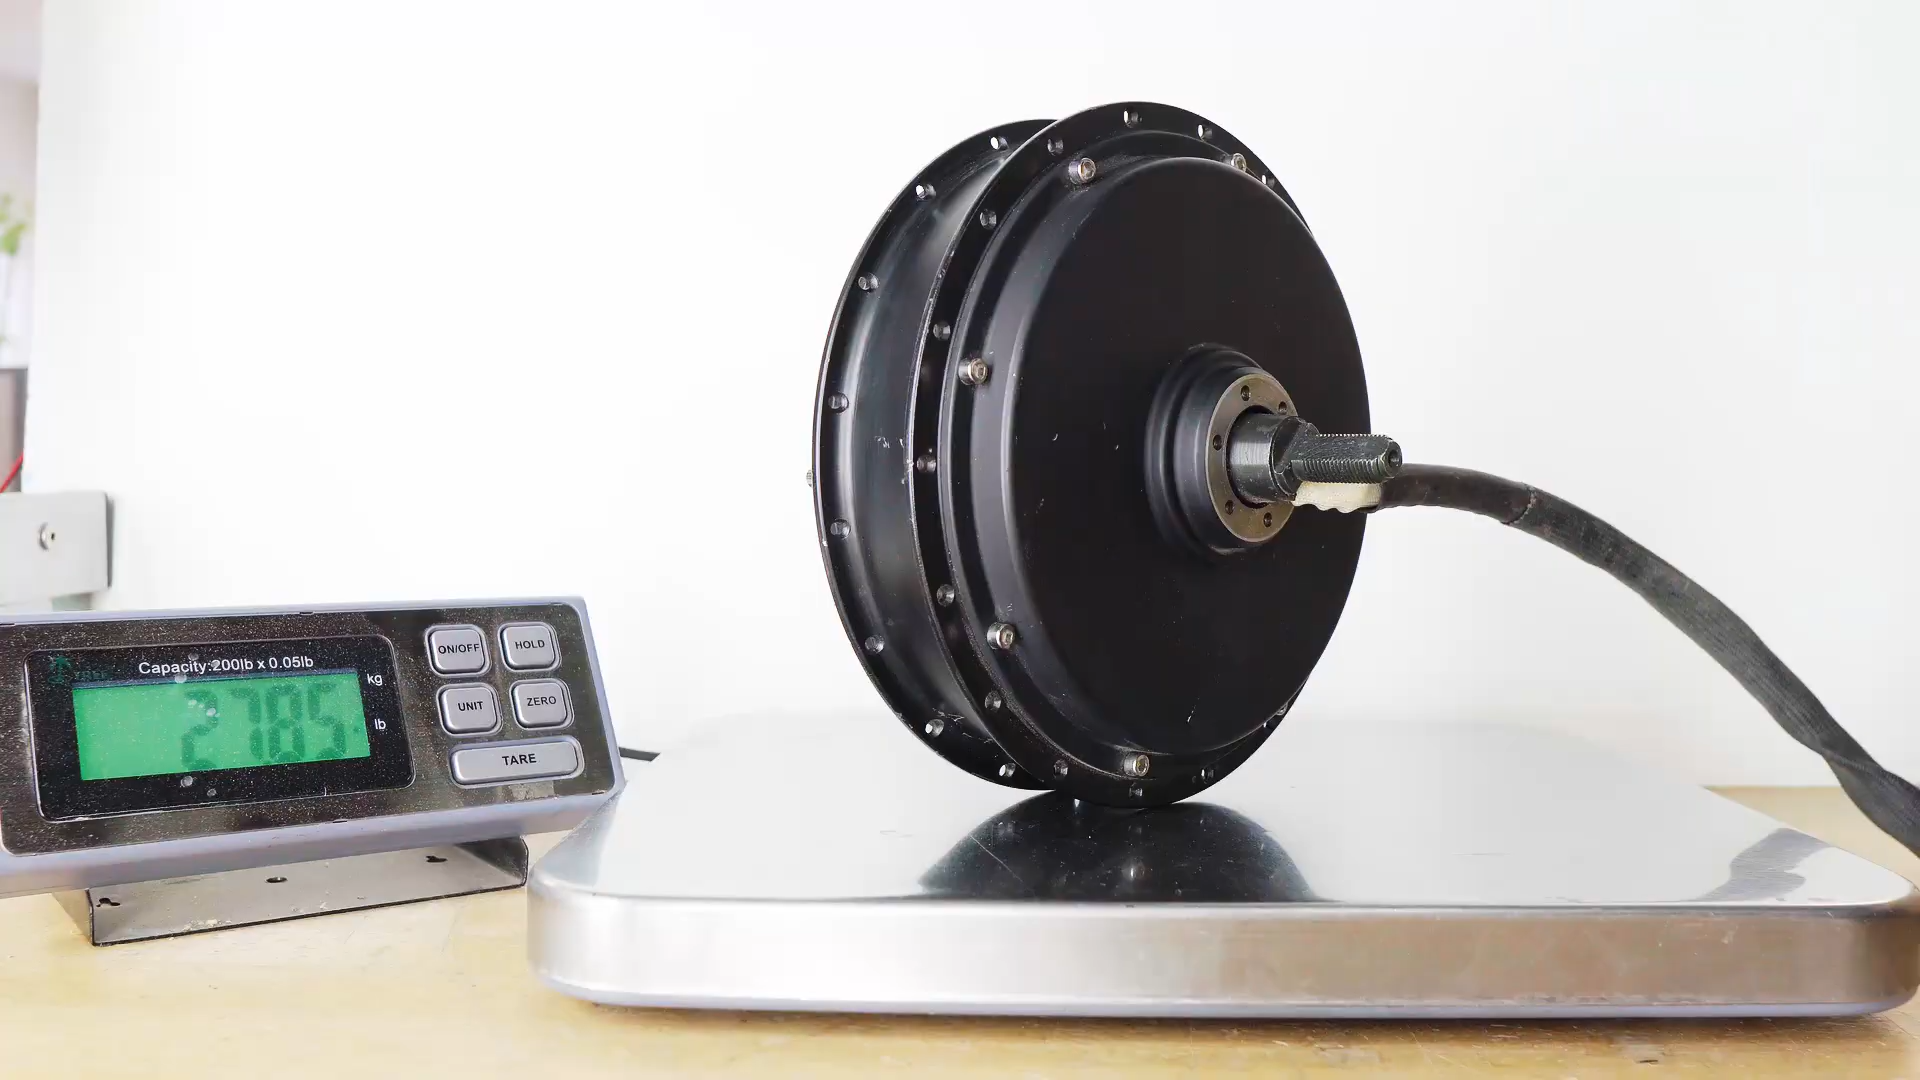 Capacity:200lb x 0.05lb
kg
lb
27.85
ON/OFF
HOLD
UNIT
ZERO
TARE